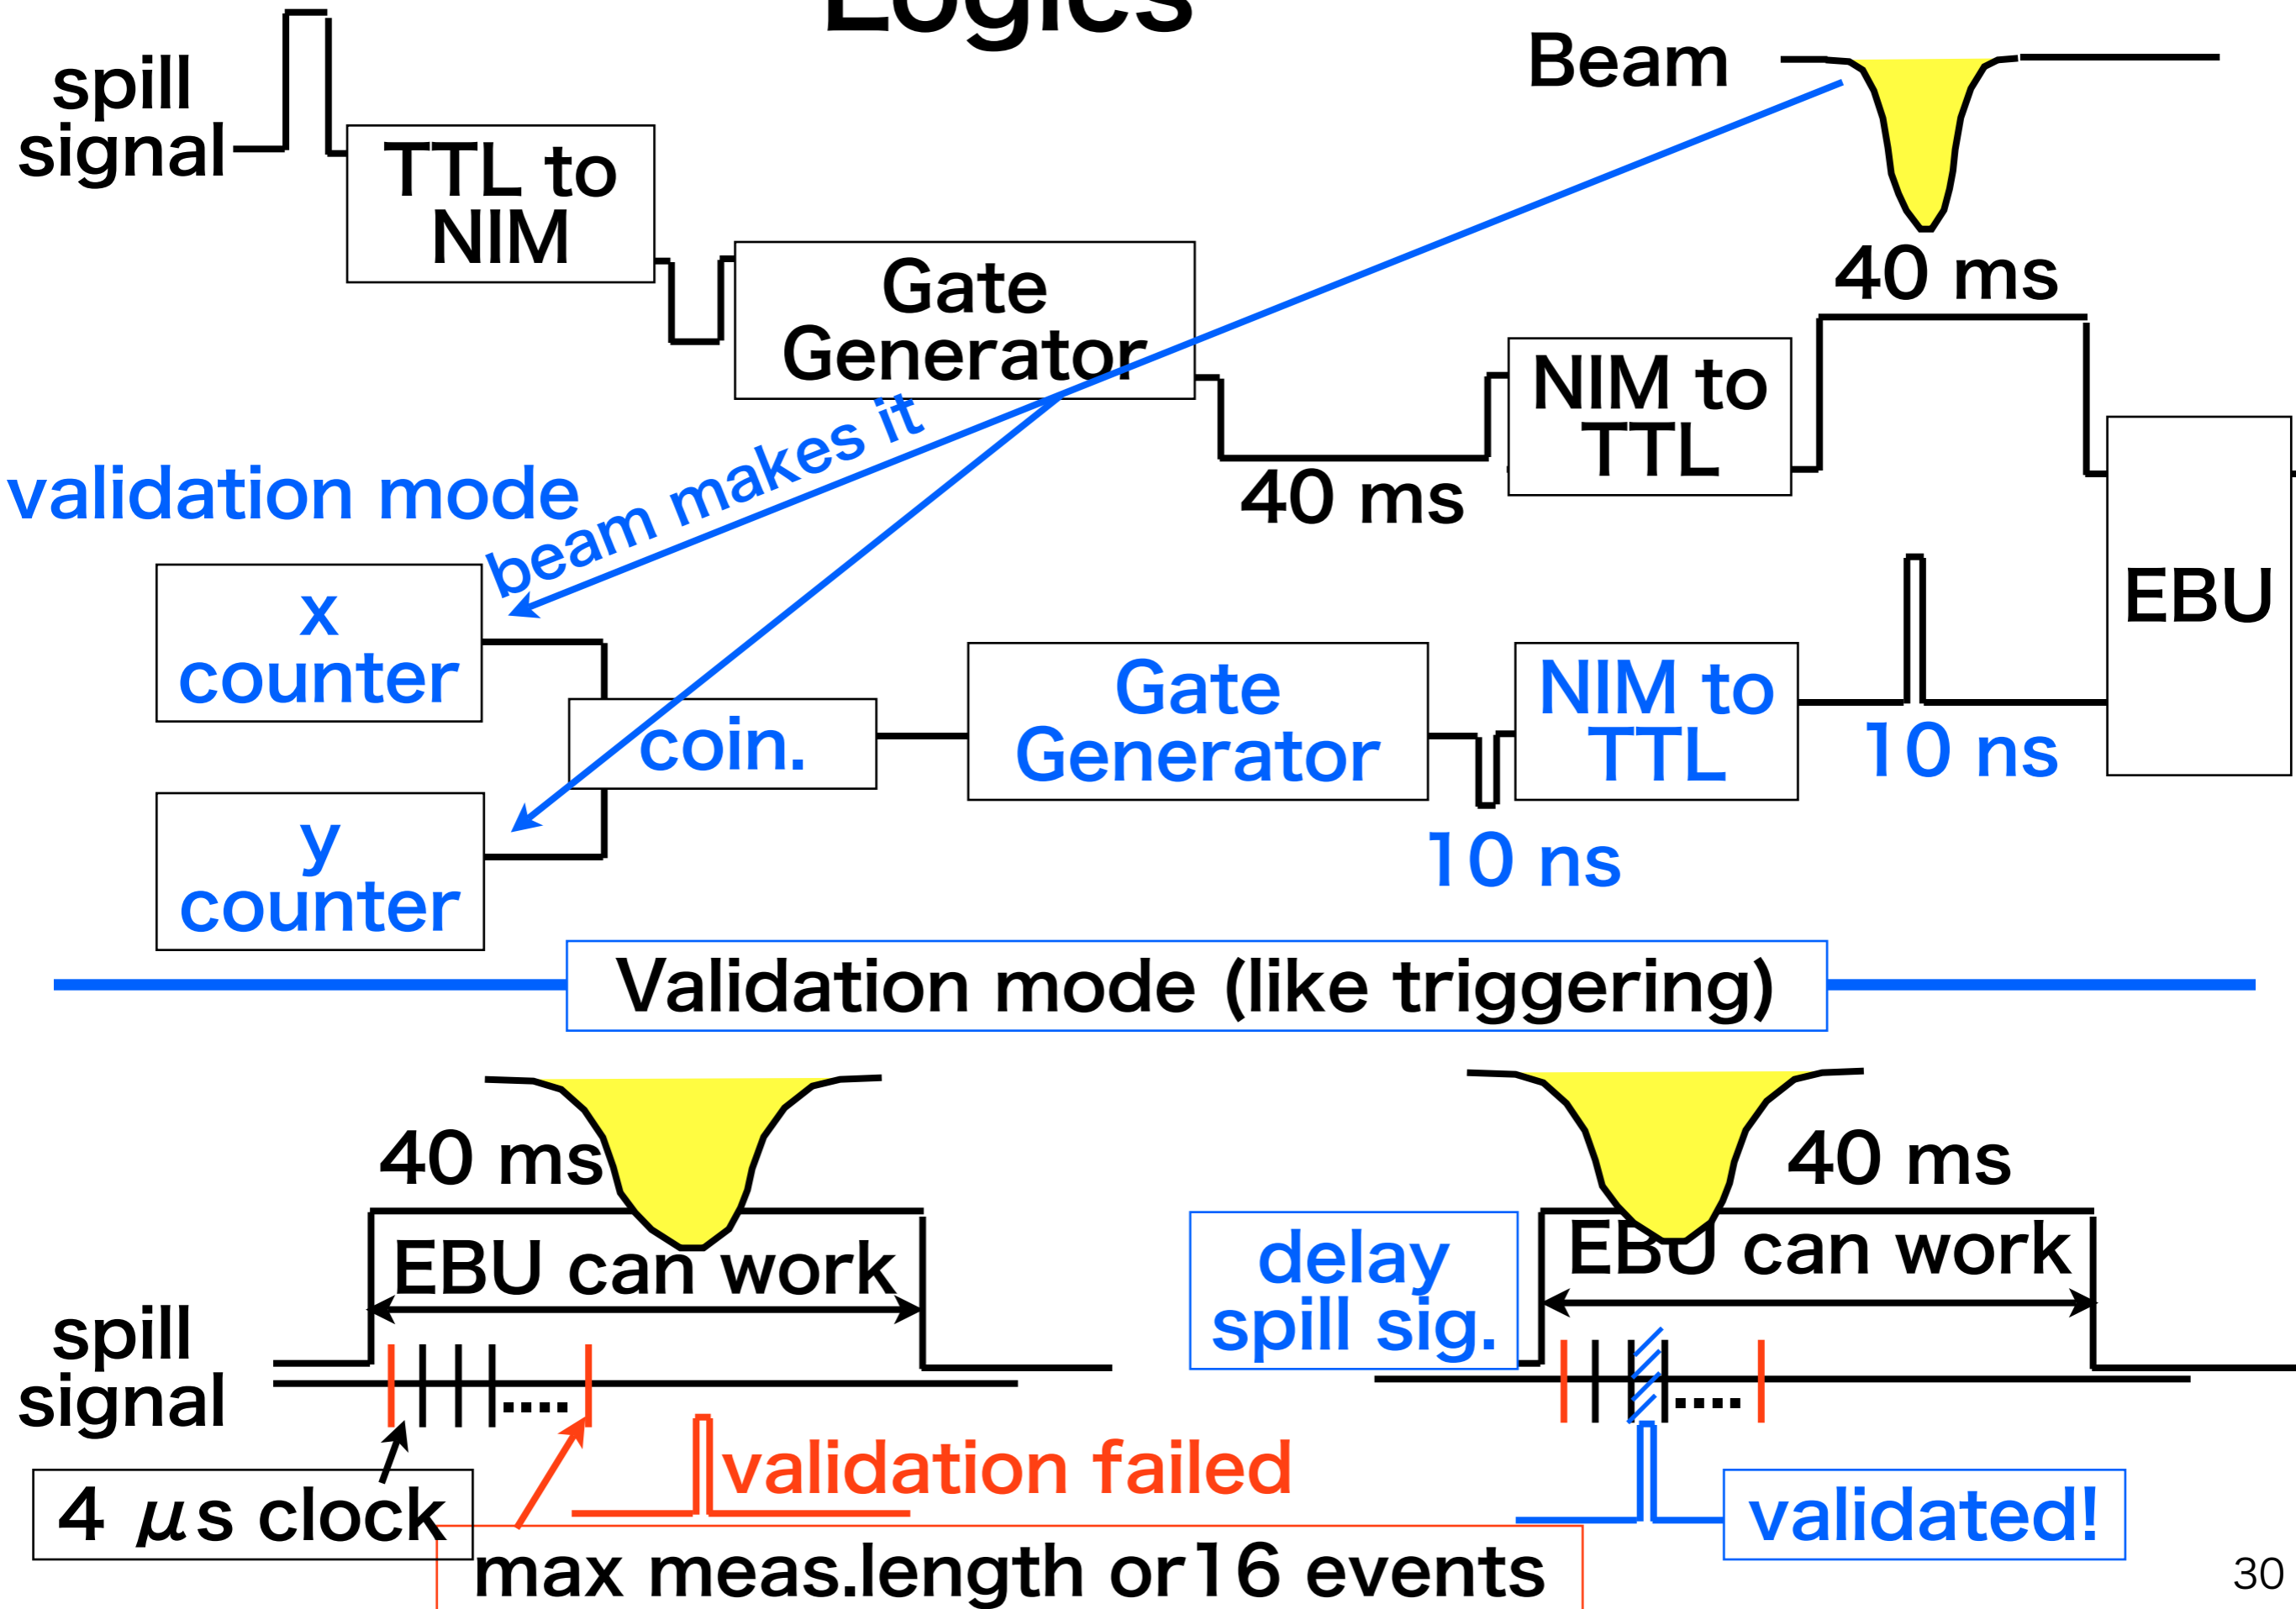 Logics
spill
signal
TTL to
NIM
Gate
Generator
Beam
40 ms
NIM to
TTL
40 ms
EBU
validation mode
beam makes it
x
counter
y
counter
coin.
Gate
Generator
10 ns
NIM to
TTL
10 ns
Validation mode (like triggering)
40 ms
EBU can work
spill
signal
4 μs clock
validation failed
max meas.length or16 events
delay
spill sig.
40 ms
EBU can work
validated!
30